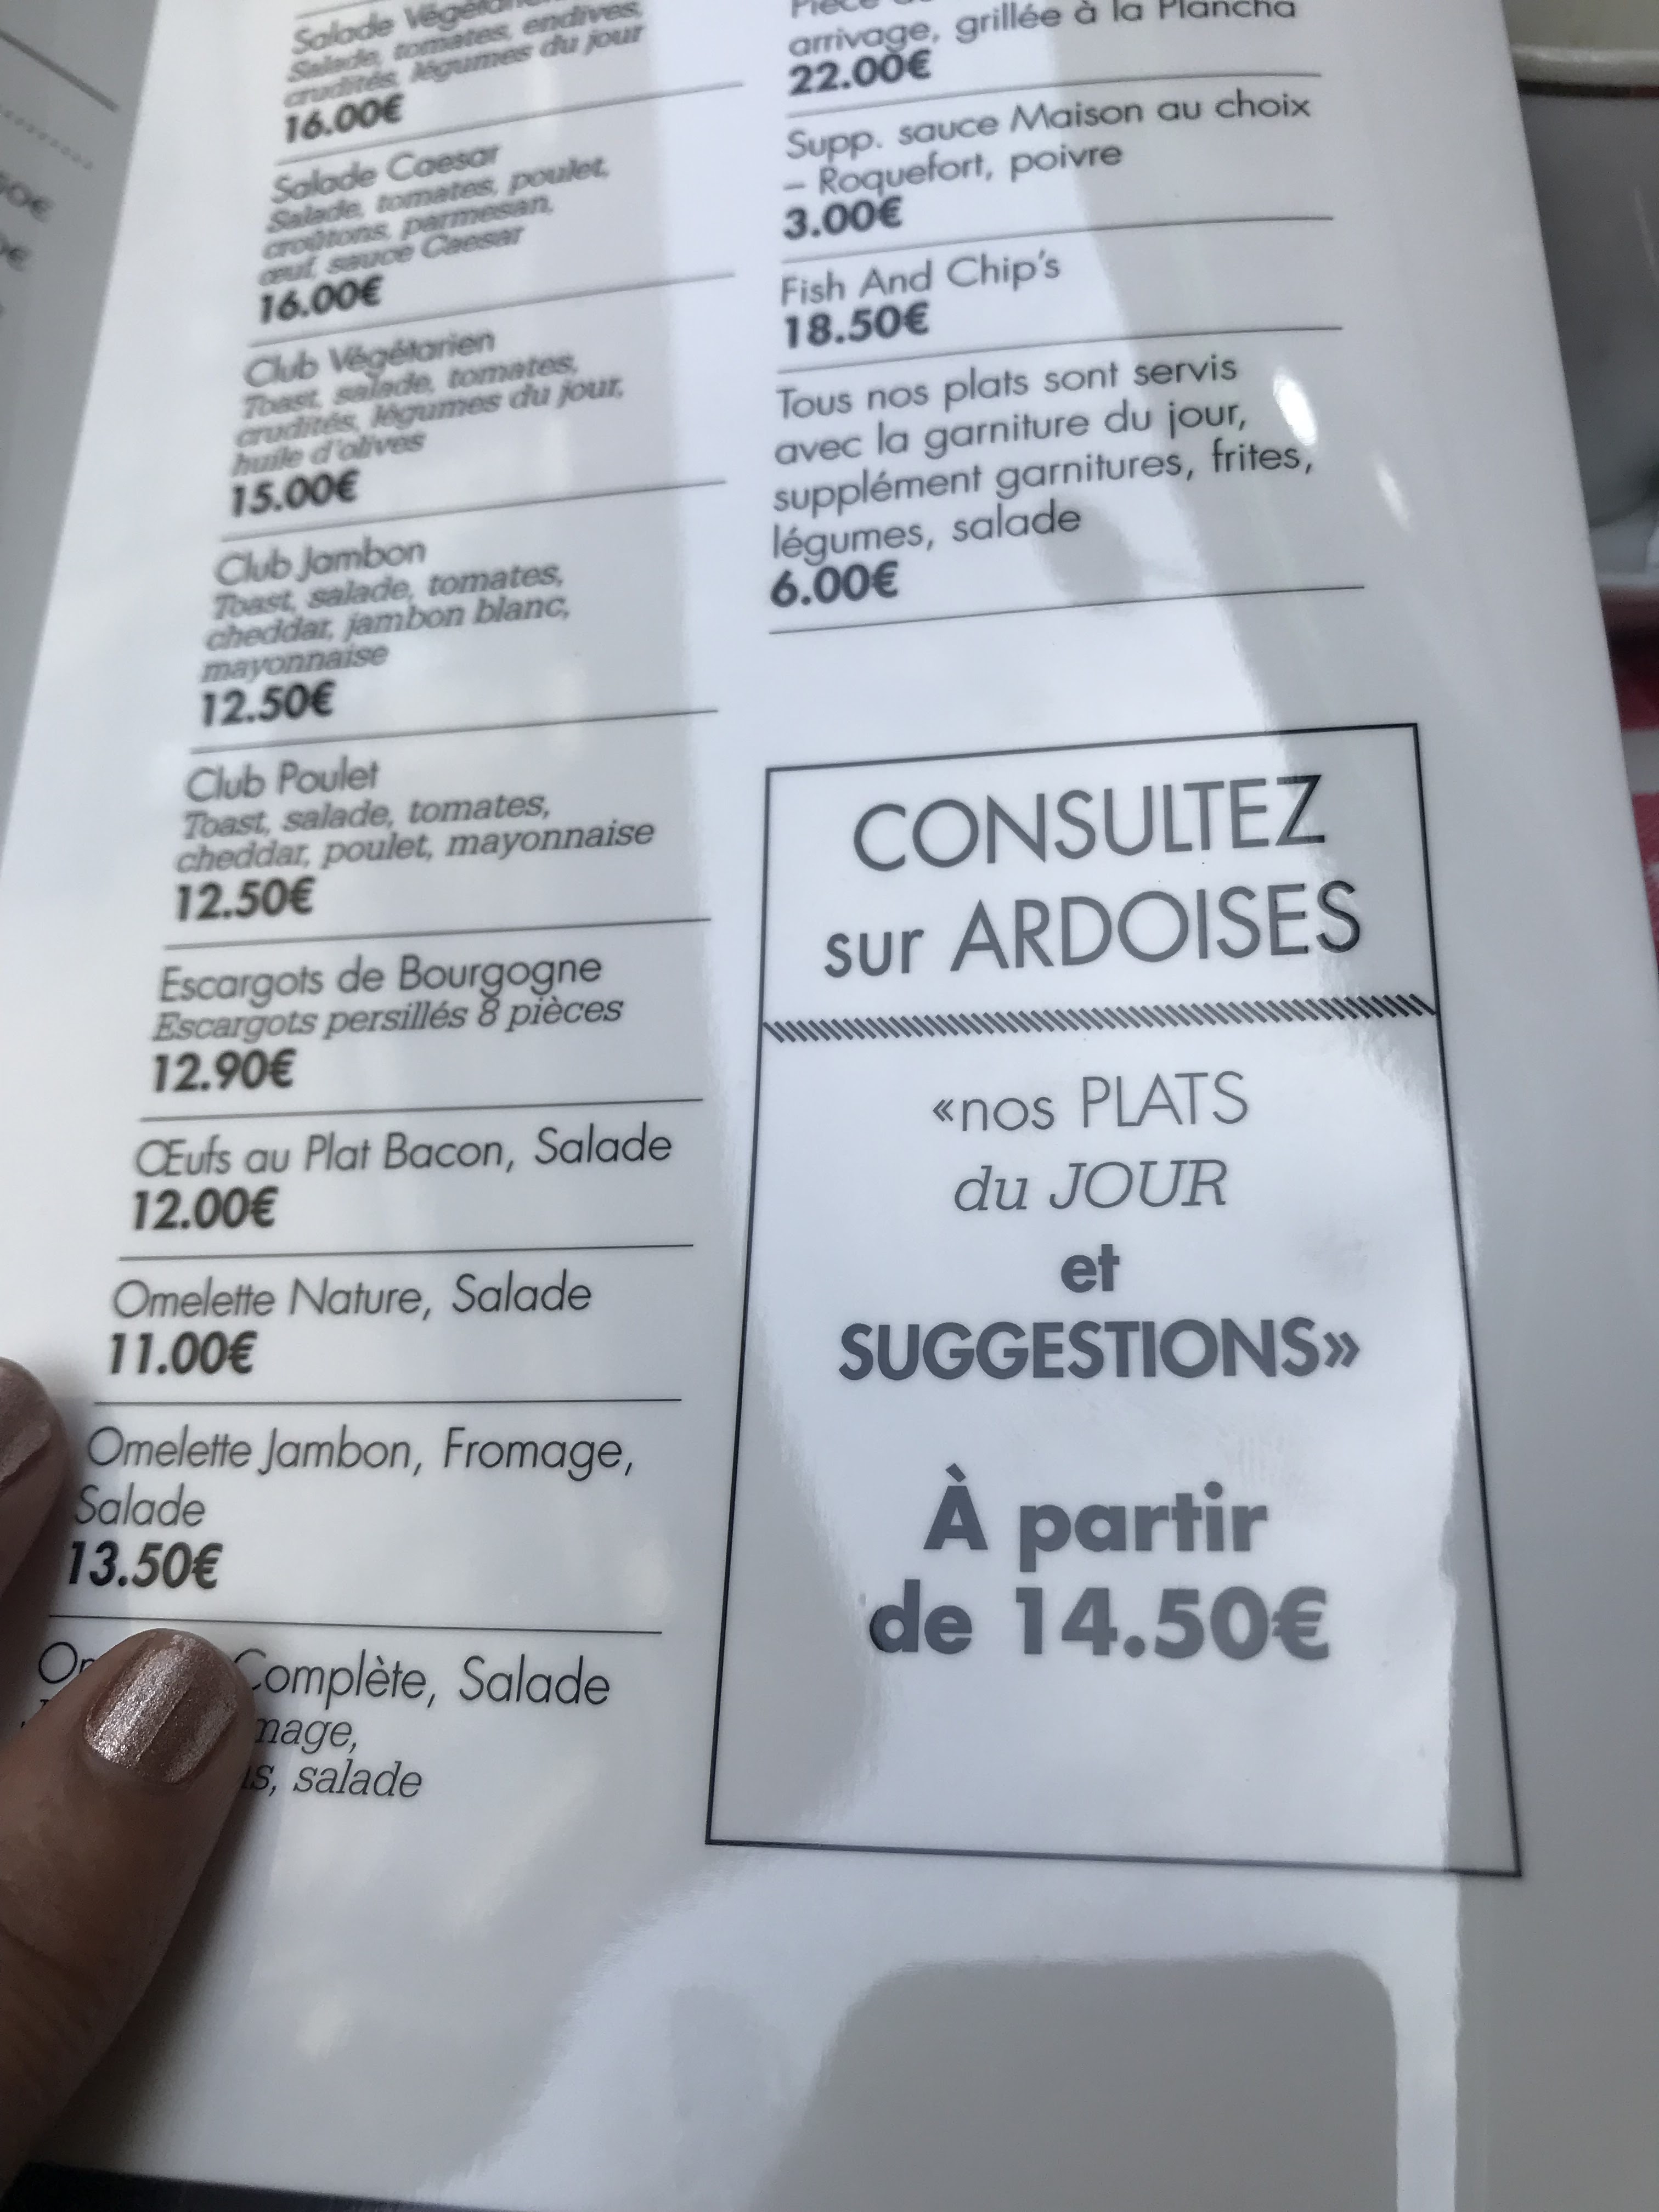 Salade
Salade, tomates, endives,
crudités, légumes du jour
16.00€
Salade Caesar
Salade, tomates, poulet,
croûtons, parmesan,
œuf, sauce Caesar
16.00€
Club Végétarien
Toast, salade, tomates,
crudités, légumes du jour,
huile d'olives
15.00€
Club Jambon
Toast, salade, tomates,
cheddar, jambon blanc,
mayonnaise
12.50€
Club Poulet
Toast, salade, tomates,
cheddar, poulet, mayonnaise
12.50€
Escargots de Bourgogne
Escargots persillés 8 pièces
12.90€
Œufs au Plat Bacon, Salade
12.00€
Omelette Nature, Salade
11.00€
Omelette Jambon, Fromage,
Salade
13.50€
Complète, Salade
salade
arrivage, grillée à la Plancha
22.00€
Supp. sauce Maison au choix
– Roquefort, poivre
3.00€
Fish And Chip's
18.50€
Tous nos plats sont servis
avec la garniture du jour,
supplément garnitures, frites,
légumes, salade
6.00€
CONSULTEZ
sur ARDOISES
«nos PLATS
du JOUR
et
SUGGESTIONS»
À partir
de 14.50€